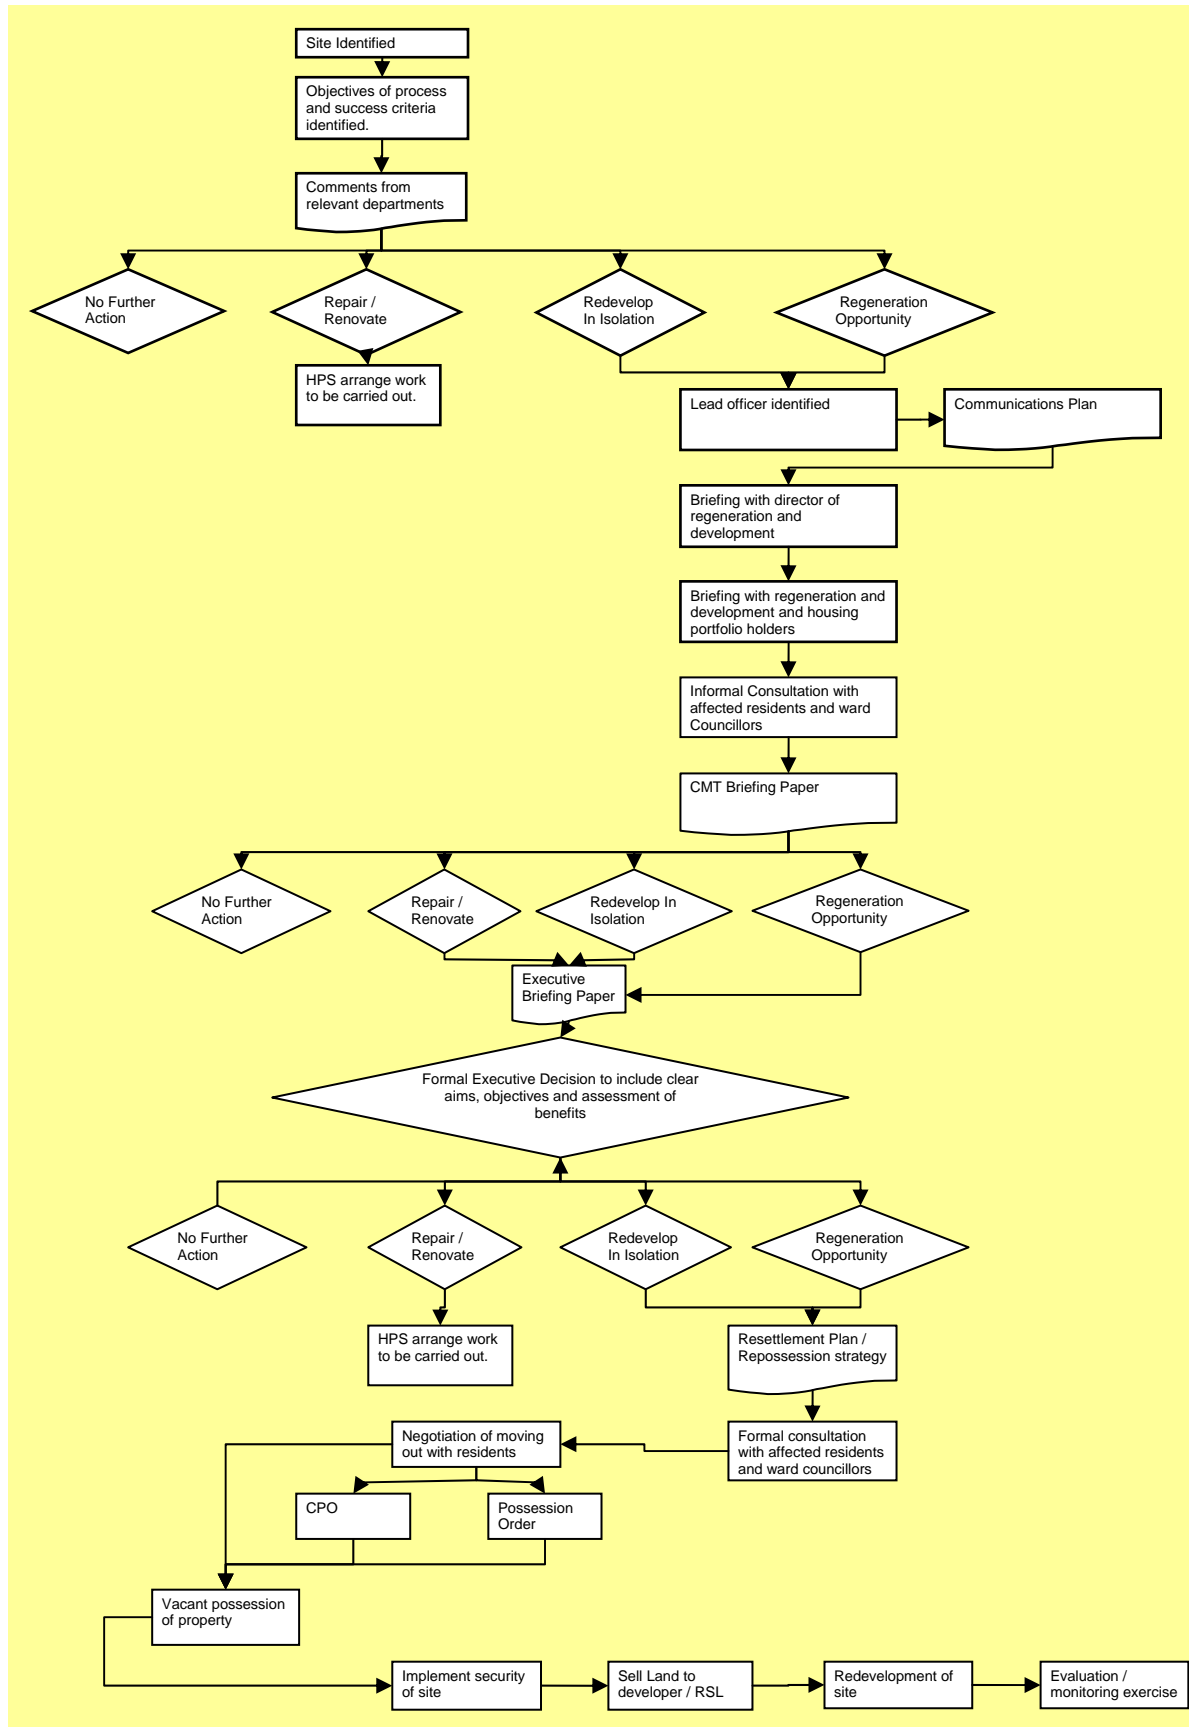 Site Identified
Objectives of process
and success criteria
identified.
Comments from
relevant departments
No Further
Action
Repair /
Renovate
Redevelop
In Isolation
Regeneration
Opportunity
HPS arrange work
to be carried out.
Lead officer identified
Communications Plan
Briefing with director of
regeneration and
development
Briefing with regeneration and
development and housing
portfolio holders
Informal Consultation with
affected residents and ward
Councillors
CMT Briefing Paper
No Further
Action
Repair /
Renovate
Redevelop In
Isolation
Regeneration
Opportunity
Executive
Briefing Paper
Formal Executive Decision to include clear
aims, objectives and assessment of
benefits
No Further
Action
Repair /
Renovate
Redevelop
In Isolation
Regeneration
Opportunity
HPS arrange work
to be carried out.
Resettlement Plan /
Repossession strategy
Negotiation of moving
out with residents
Formal consultation
with affected residents
and ward councillors
CPO
Possession
Order
Vacant possession
of property
Implement security
of site
Sell Land to
developer / RSL
Redevelopment of
site
Evaluation /
monitoring exercise